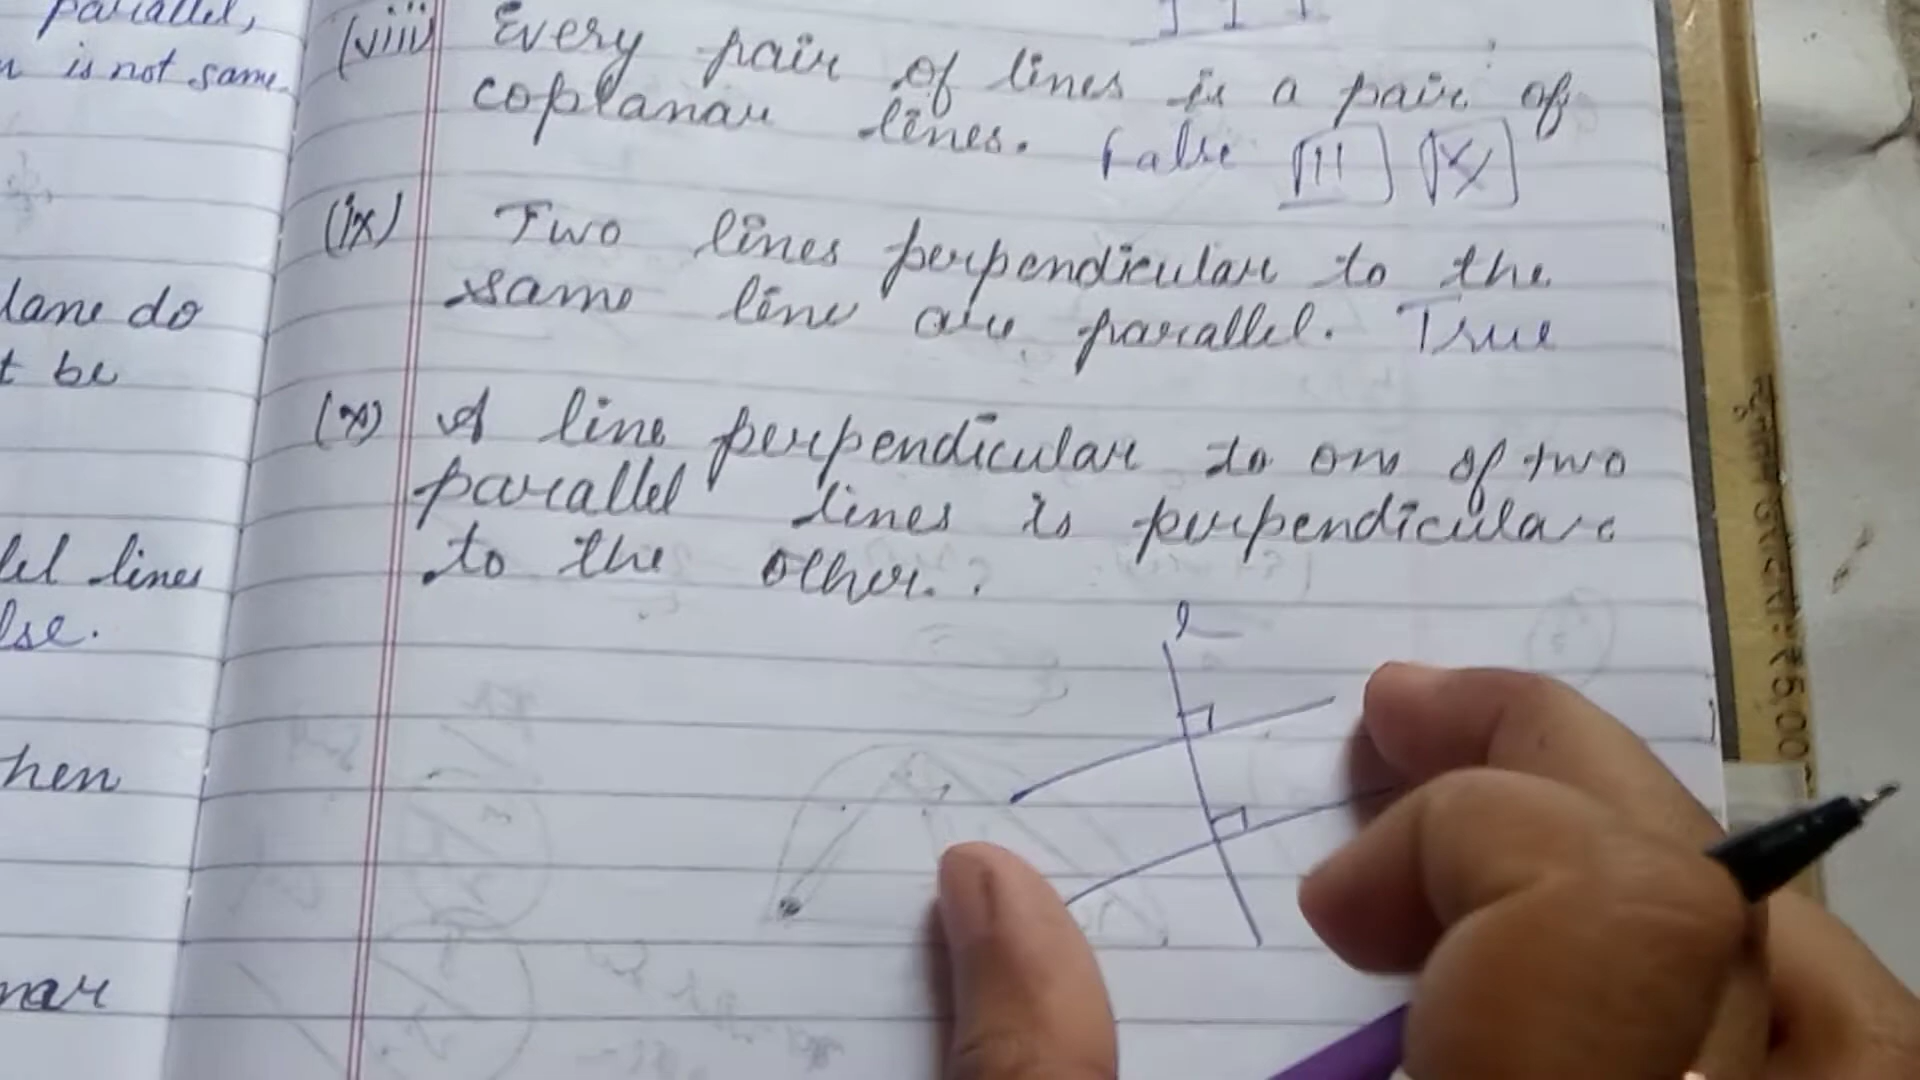 parallel,
is not same.
(viii) Every pair of lines is a pair of
coplanar lines. False
(ix) Two lines perpendicular to the
same line are parallel. True
lane do
t be
(x) A line perpendicular to one of two
parallel lines is perpendicular
to the other.?
lel lines
lse.
l
hen
nar
₹5.00